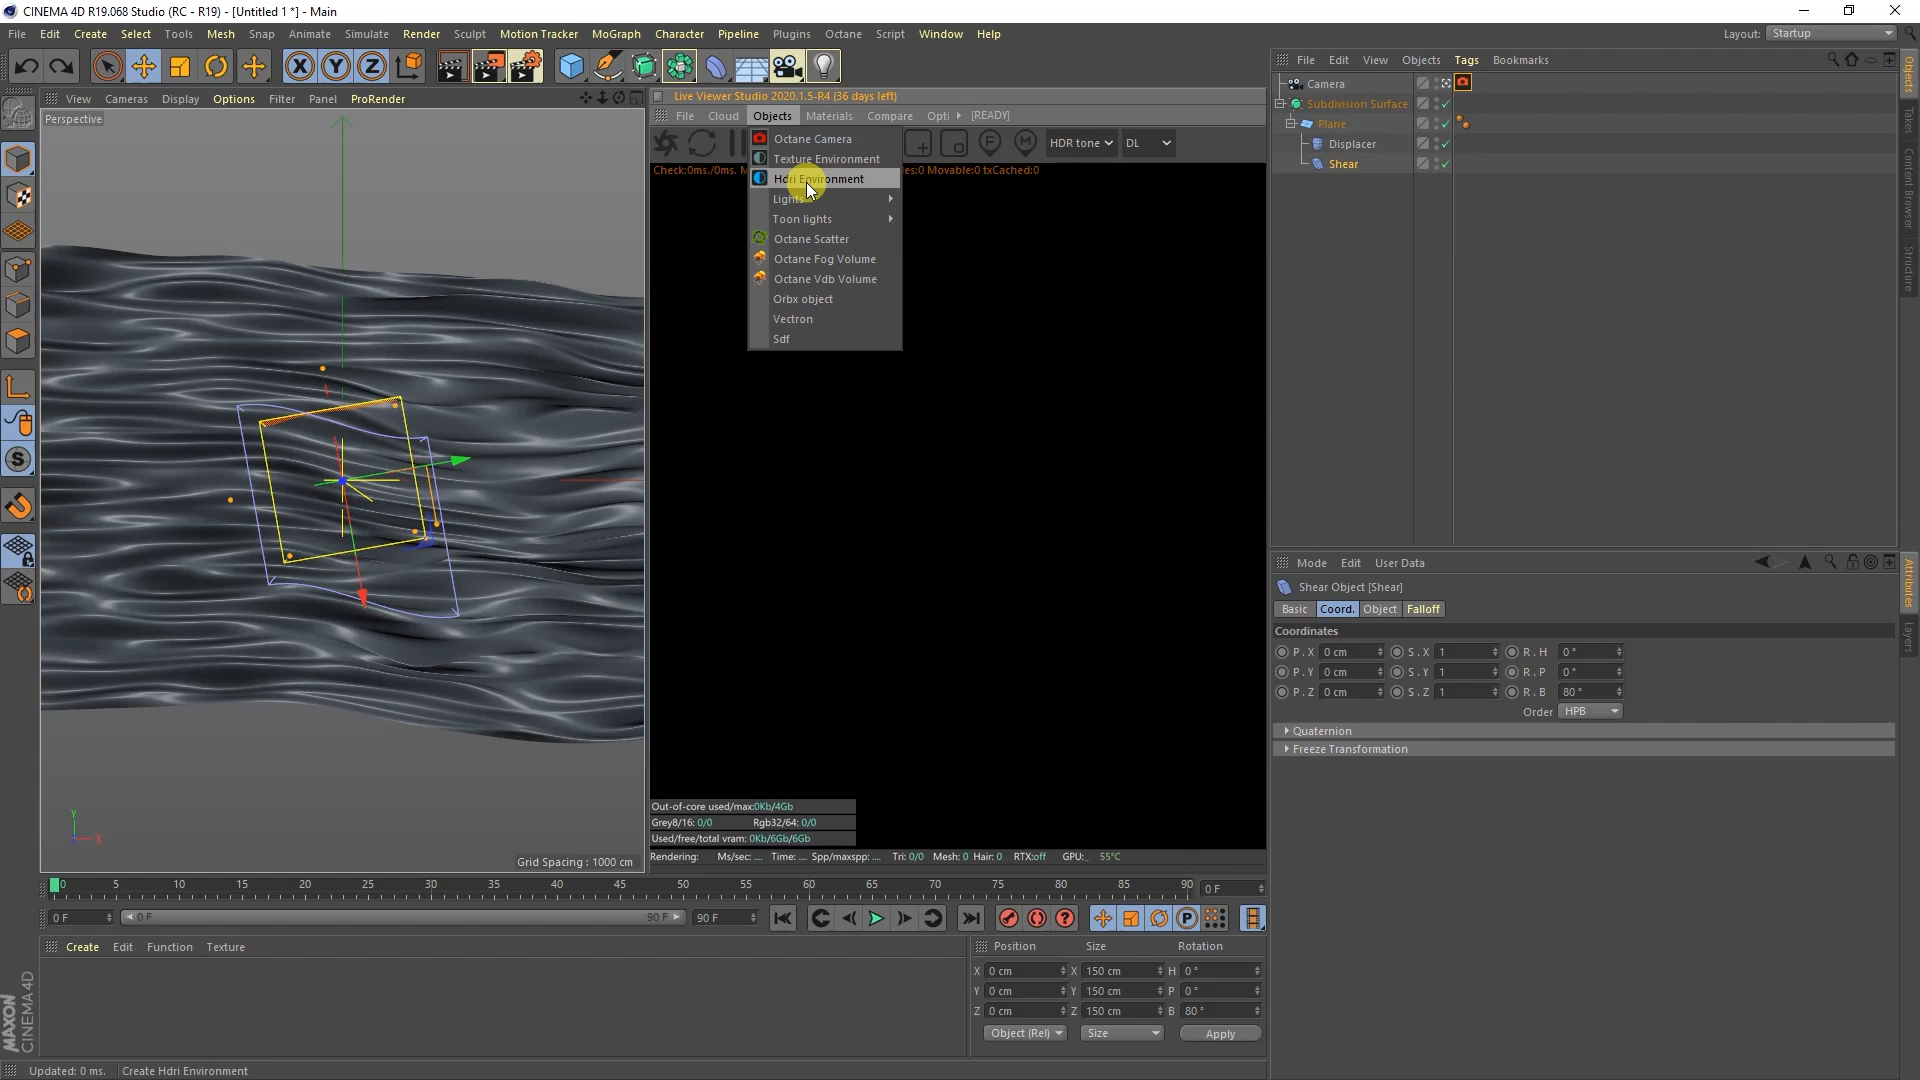 CINEMA 4D R19.068 Studio (RC - R19) - [Untitled 1 *] - Main
File Edit Create Select Tools Mesh Snap Animate Simulate Render Sculpt Motion Tracker MoGraph Character Pipeline Plugins Octane Script Window Help
Layout: Startup
File Edit View Objects Tags Bookmarks
View Cameras Display Options Filter Panel ProRender
Live Viewer Studio 2020.1.5-R4 (36 days left)
File Cloud Objects Materials Compare Opti [READY]
Perspective
HDR tone DL
Check:0ms./0ms. M
es:0 Movable:0 txCached:0
Octane Camera
Texture Environment
Hdri Environment
Lights
Toon lights
Octane Scatter
Octane Fog Volume
Octane Vdb Volume
Orbx object
Vectron
Sdf
Camera
Subdivision Surface
Plane
Displacer
Shear
Objects
Takes
Content Browser
Structure
Mode Edit User Data
Shear Object [Shear]
Basic Coord. Object Falloff
Coordinates
P . X 0 cm S . X 1 R . H 0 °
P . Y 0 cm S . Y 1 R . P 0 °
P . Z 0 cm S . Z 1 R . B 80 °
Order HPB
Quaternion
Freeze Transformation
Attributes
Layers
Y
X
Grid Spacing : 1000 cm
Out-of-core used/max:0Kb/4Gb
Grey8/16: 0/0 Rgb32/64: 0/0
Used/free/total vram: 0Kb/6Gb/6Gb
Rendering: Ms/sec: .... Time: .... Spp/maxspp: .... Tri: 0/0 Mesh: 0 Hair: 0 RTX:off GPU: 55°C
0 5 10 15 20 25 30 35 40 45 50 55 60 65 70 75 80 85 90 0 F
0 F 0 F 90 F 90 F
Create Edit Function Texture
Position Size Rotation
X 0 cm X 150 cm H 0 °
Y 0 cm Y 150 cm P 0 °
Z 0 cm Z 150 cm B 80 °
Object (Rel) Size Apply
MAXON
CINEMA 4D
Updated: 0 ms. Create Hdri Environment